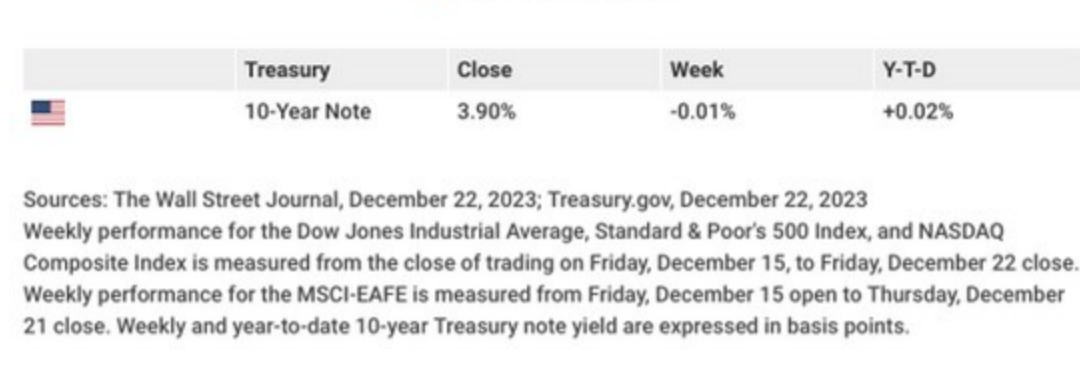 Treasury Close Week Y-T-D
10-Year Note 3.90% -0.01% +0.02%
Sources: The Wall Street Journal, December 22, 2023; Treasury.gov, December 22, 2023
Weekly performance for the Dow Jones Industrial Average, Standard & Poor's 500 Index, and NASDAQ
Composite Index is measured from the close of trading on Friday, December 15, to Friday, December 22 close.
Weekly performance for the MSCI-EAFE is measured from Friday, December 15 open to Thursday, December
21 close. Weekly and year-to-date 10-year Treasury note yield are expressed in basis points.